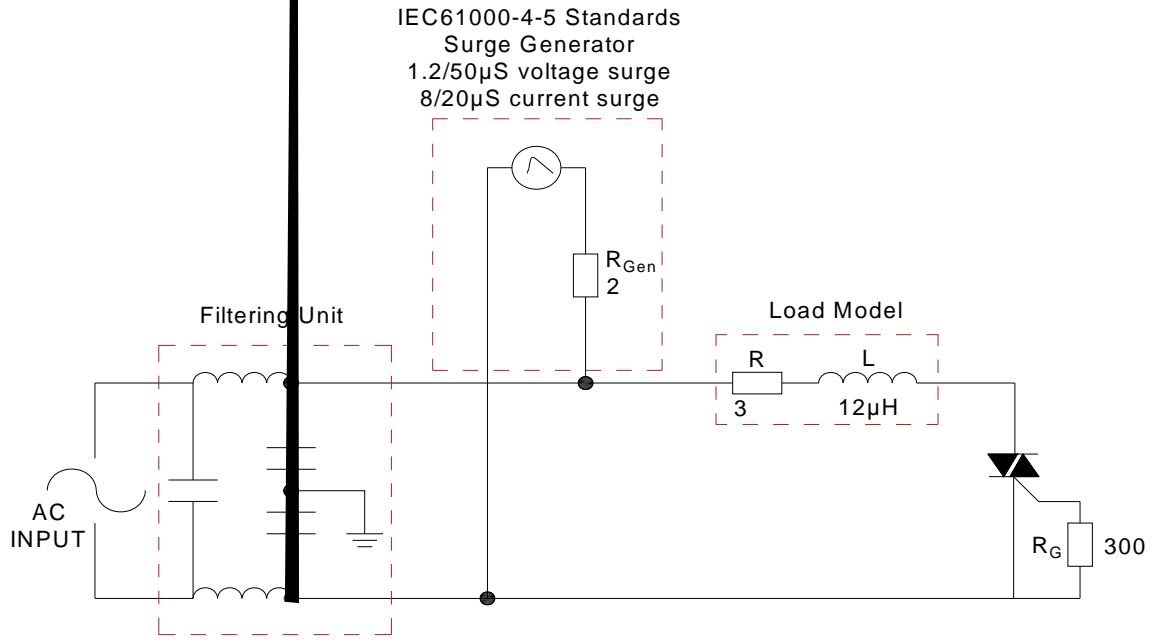 IEC61000-4-5 Standards
Surge Generator
1.2/50µS voltage surge
8/20µS current surge
RGen
2
Filtering Unit
Load Model
R
L
3
12µH
AC
INPUT
RG
300